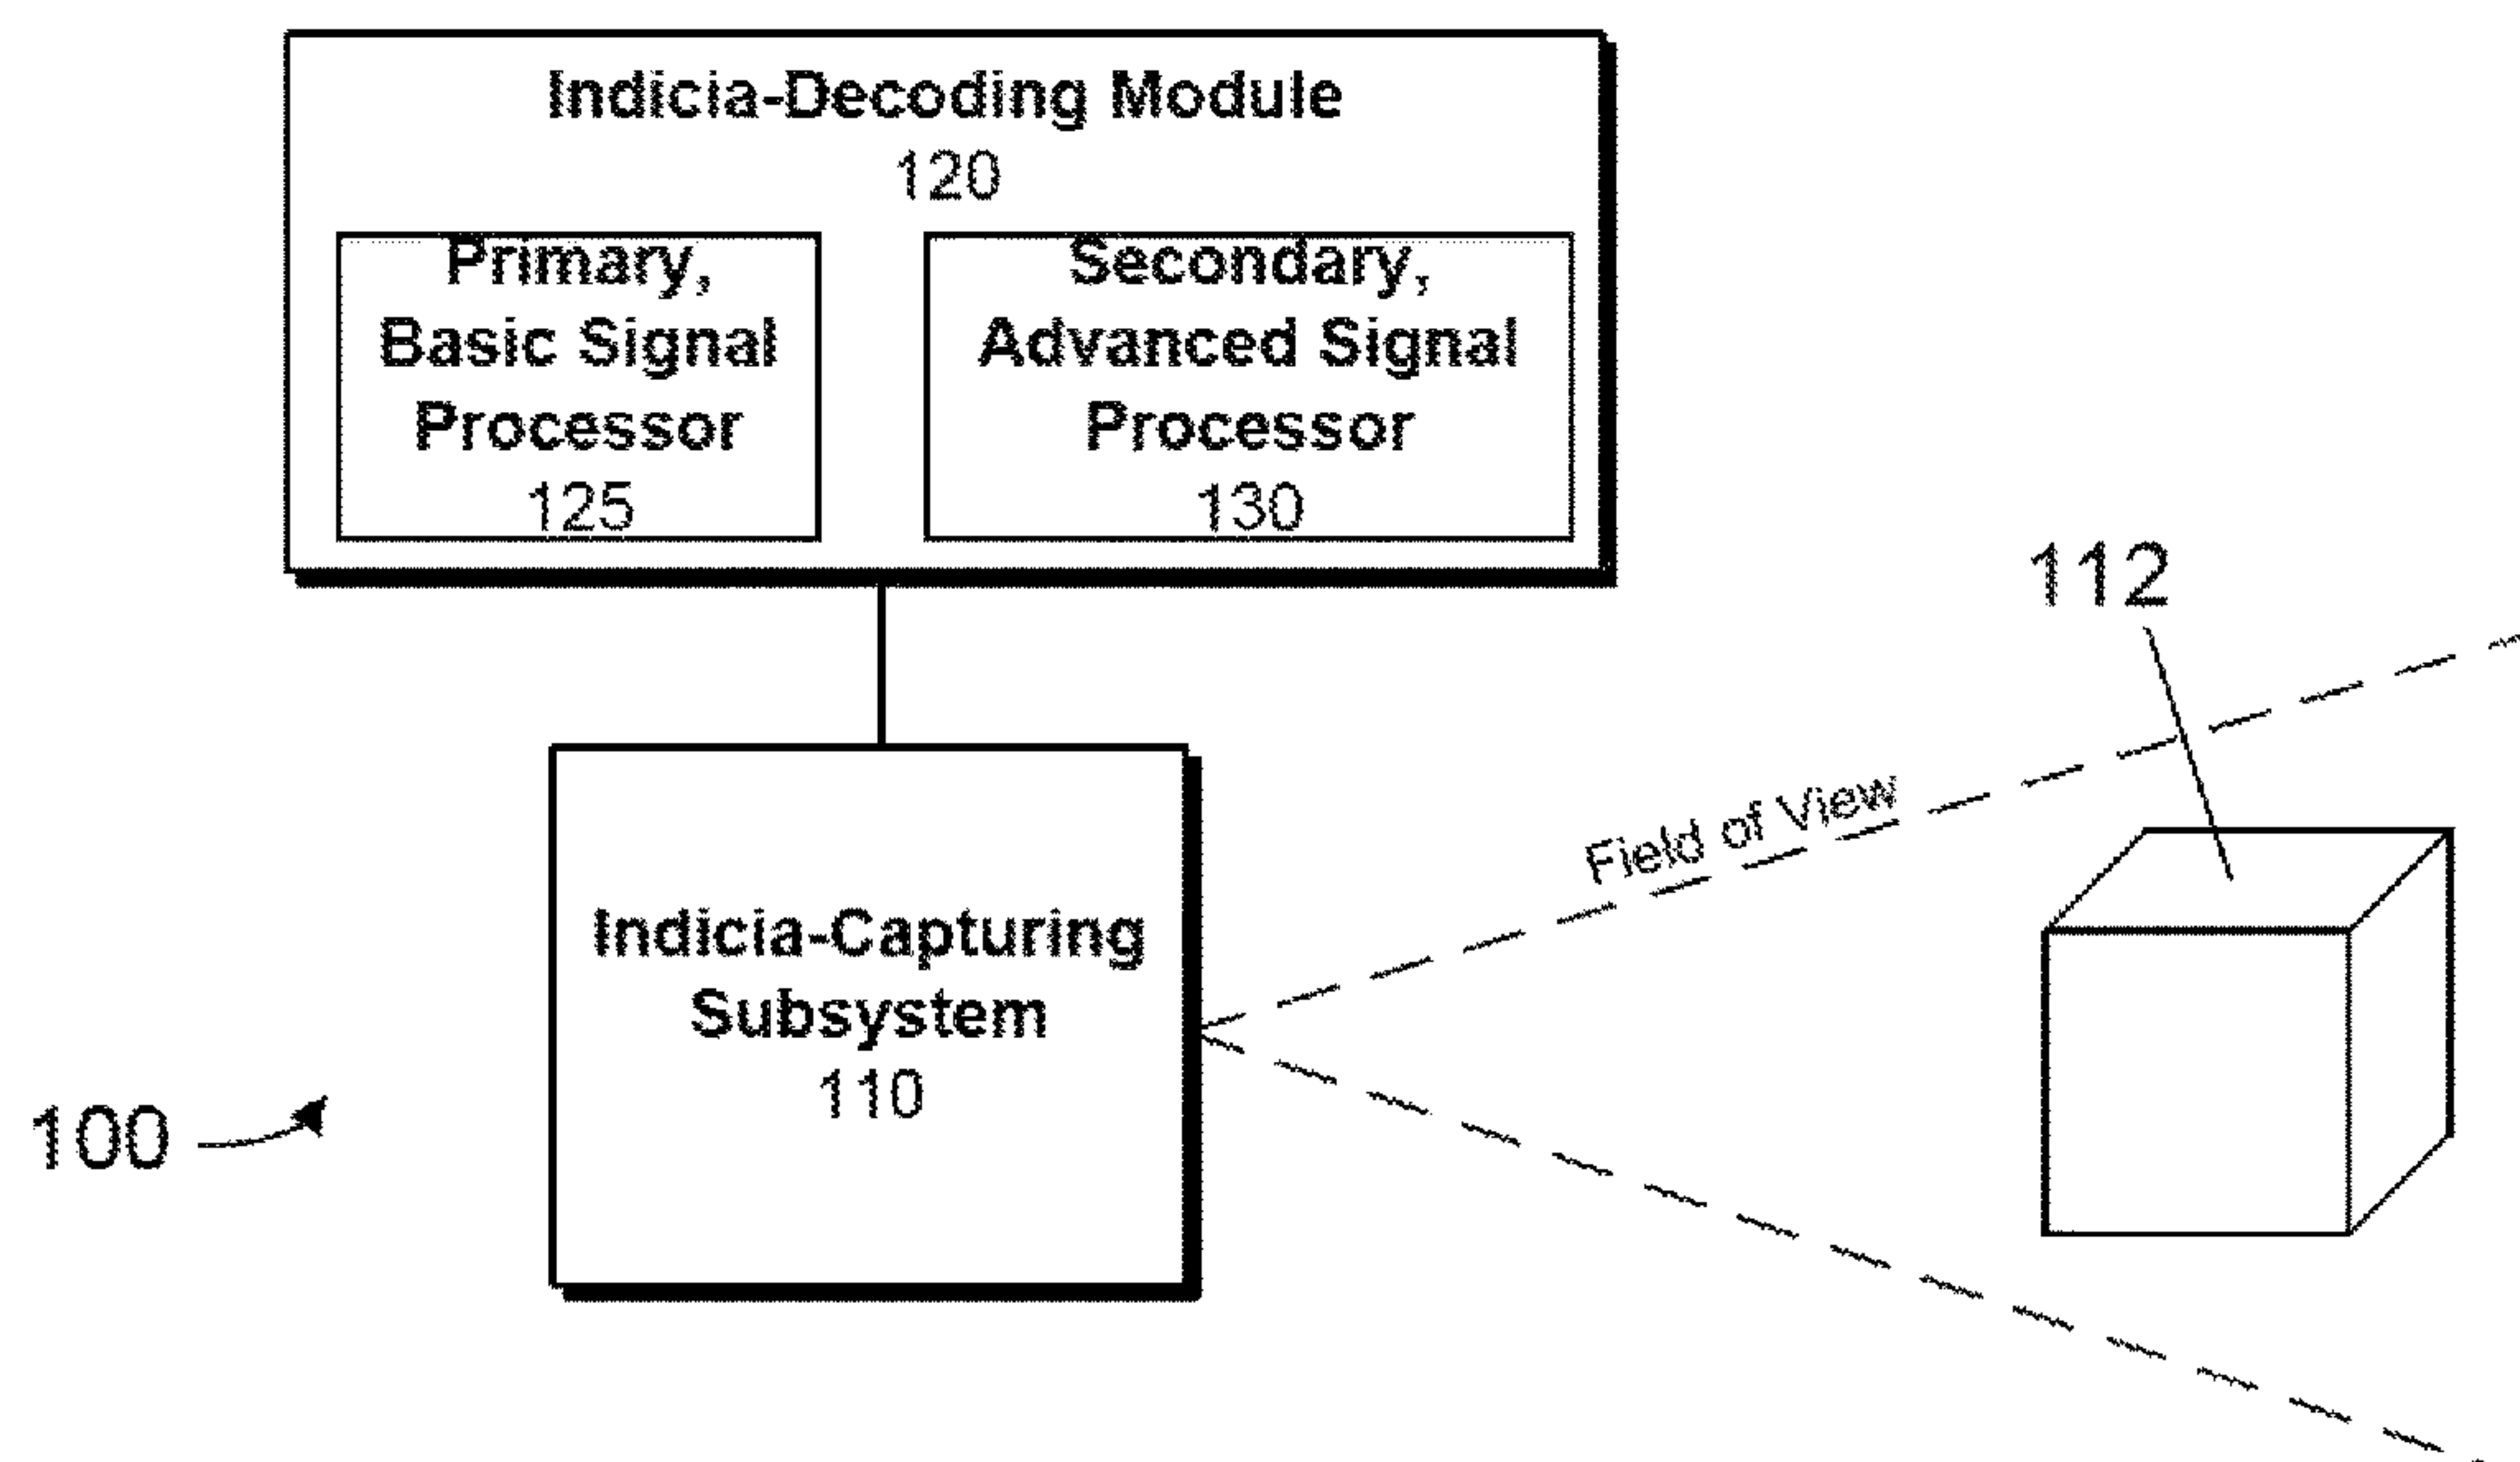 Indicia-Decoding Module
120
Primary,
Basic Signal
Processor
125
Secondary,
Advanced Signal
Processor
130
112
Field of View
Indicia-Capturing
Subsystem
110
100